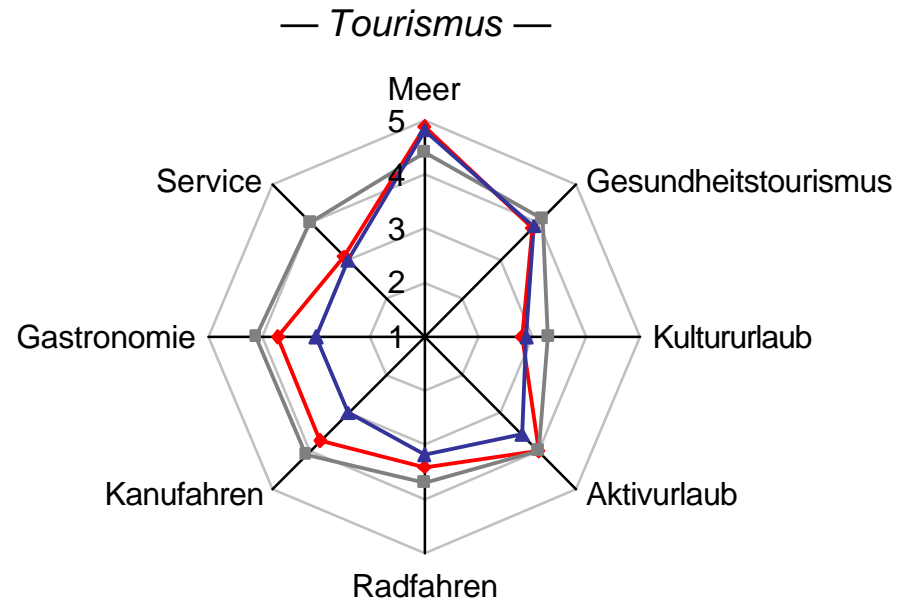 — Tourismus —
Meer
5
Service
4
Gesundheitstourismus
3
2
Gastronomie
1
Kultururlaub
Kanufahren
Aktivurlaub
Radfahren